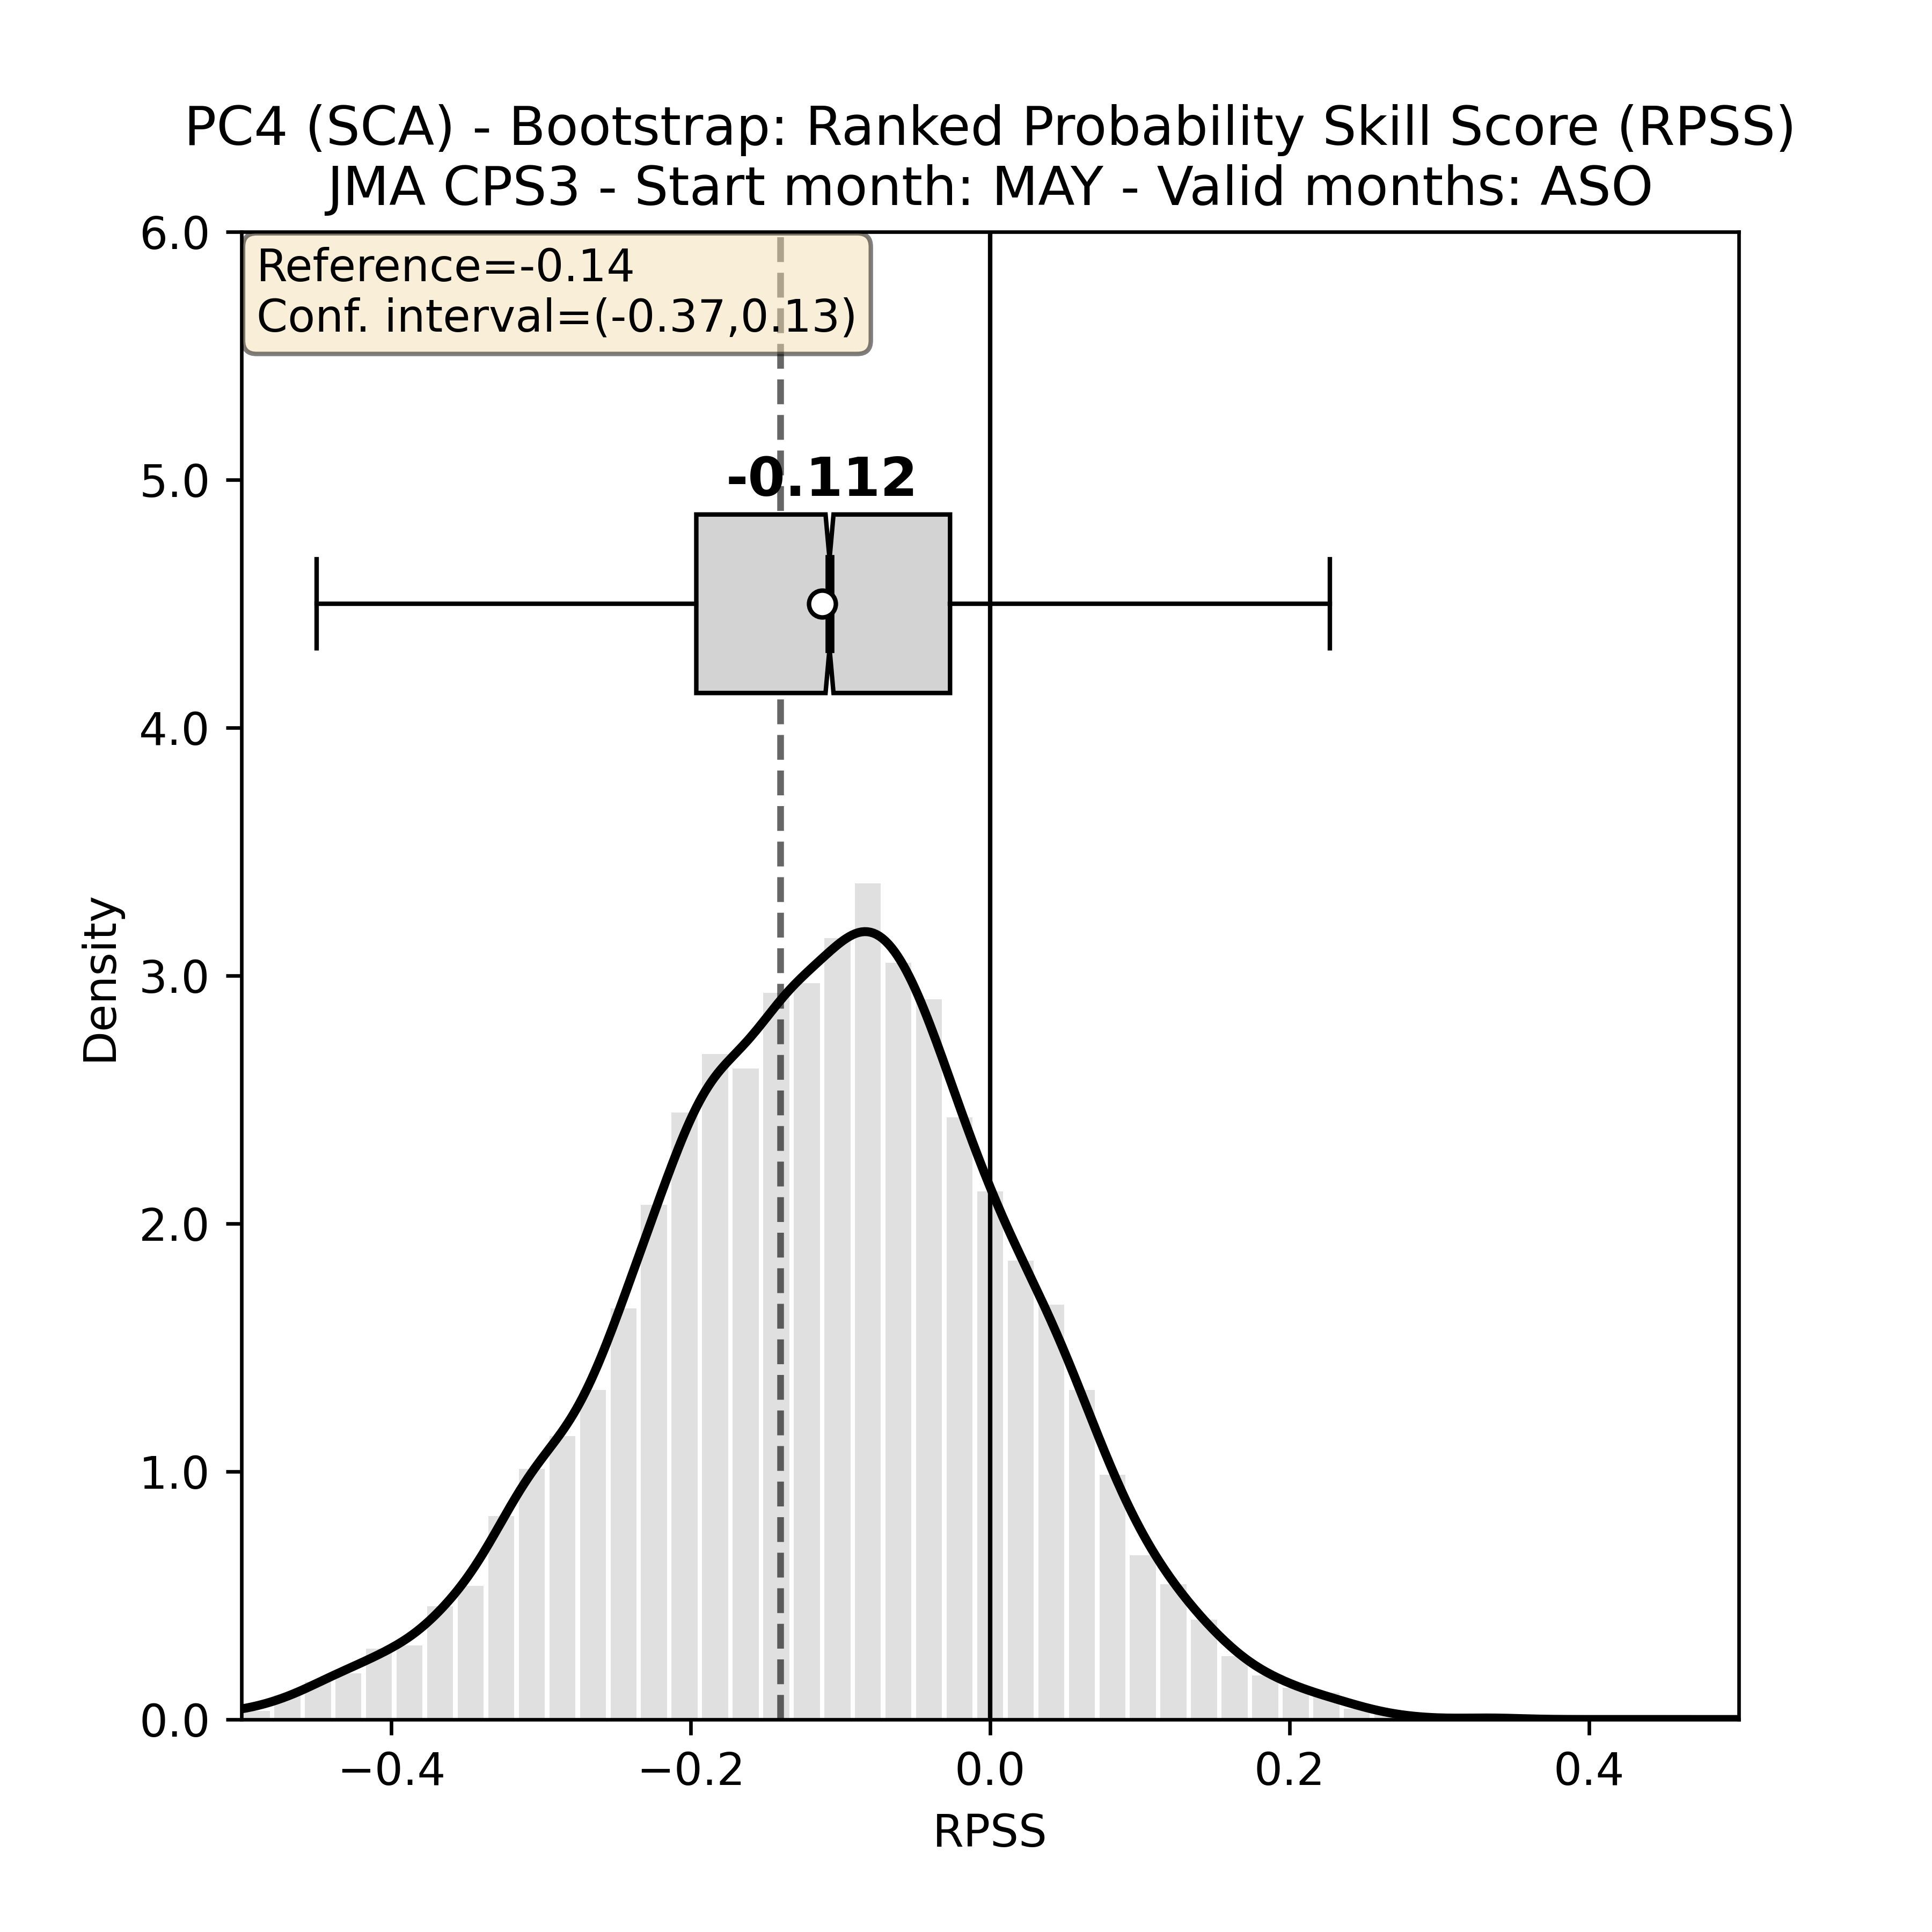 PC4 (SCA) - Bootstrap: Ranked Probability Skill Score (RPSS)
JMA CPS3 - Start month: MAY - Valid months: ASO
6.0
Reference=-0.14
Conf. interval=(-0.37,0.13)
5.0
-0.112
4.0
3.0
2.0
1.0
0.0
Density
−0.4 −0.2 0.0 0.2 0.4
RPSS